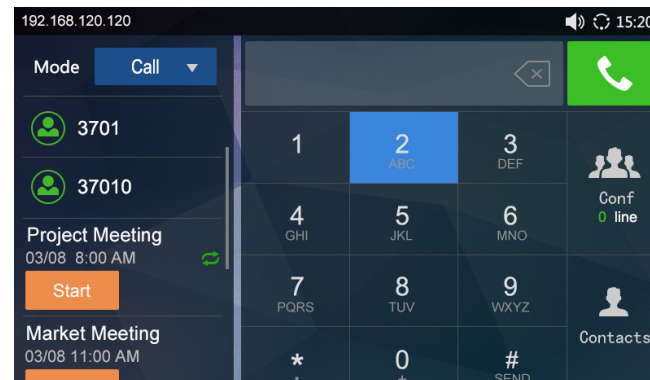 192.168.120.120
15:20
Mode Call
3701
37010
Project Meeting
03/08 8:00 AM
Start
Market Meeting
03/08 11:00 AM
1
2
ABC
3
DEF
4
GHI
5
JKL
6
MNO
7
PQRS
8
TUV
9
WXYZ
*
0
+
#
SEND
Conf
0 line
Contacts